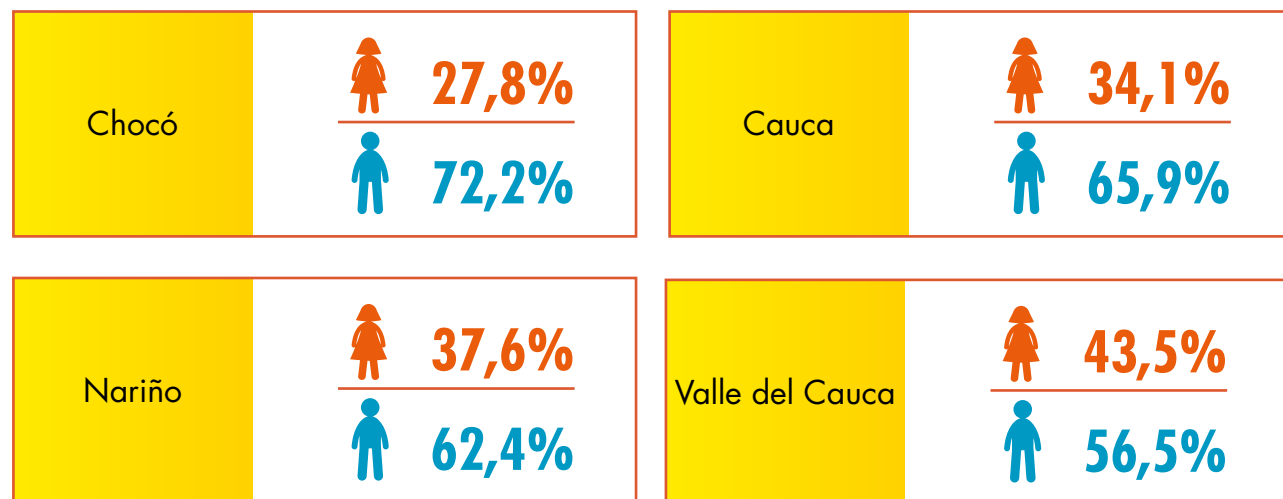 Chocó
27,8%
72,2%
Cauca
34,1%
65,9%
Nariño
37,6%
62,4%
Valle del Cauca
43,5%
56,5%